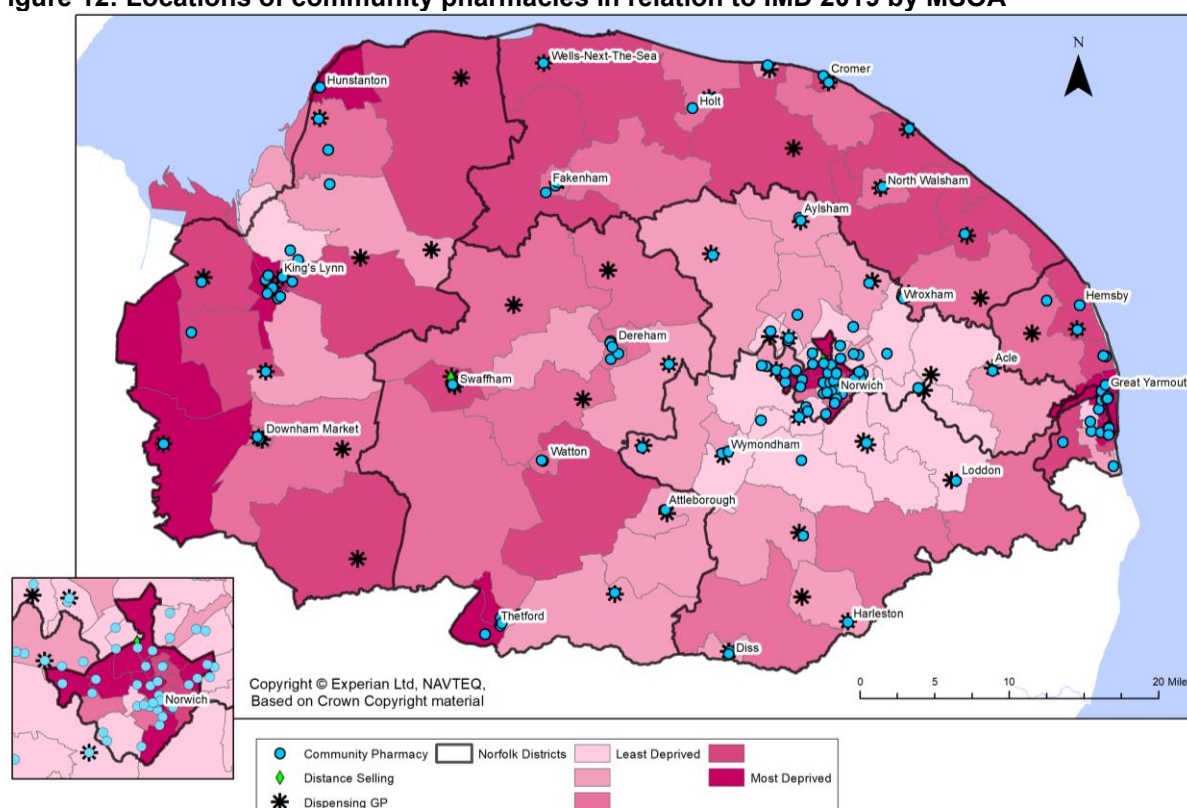 Figure 12: Locations of community pharmacies in relation to IMD 2019 by MSOA
N
Wells-Next-The-Sea
Cromer
Hunstanton
Holt
Fakenham
North Walsham
Aylsham
King's Lynn
Wroxham
Hemsby
Dereham
Acle
Swaffham
Norwich
Great Yarmout
Downham Market
Watton
Wymondham
Loddon
Attleborough
Thetford
Harleston
Diss
Norwich
Copyright © Experian Ltd, NAVTEQ,
Based on Crown Copyright material
0 5 10 20 Mile
Community Pharmacy Norfolk Districts Least Deprived
Distance Selling Most Deprived
Dispensing GP